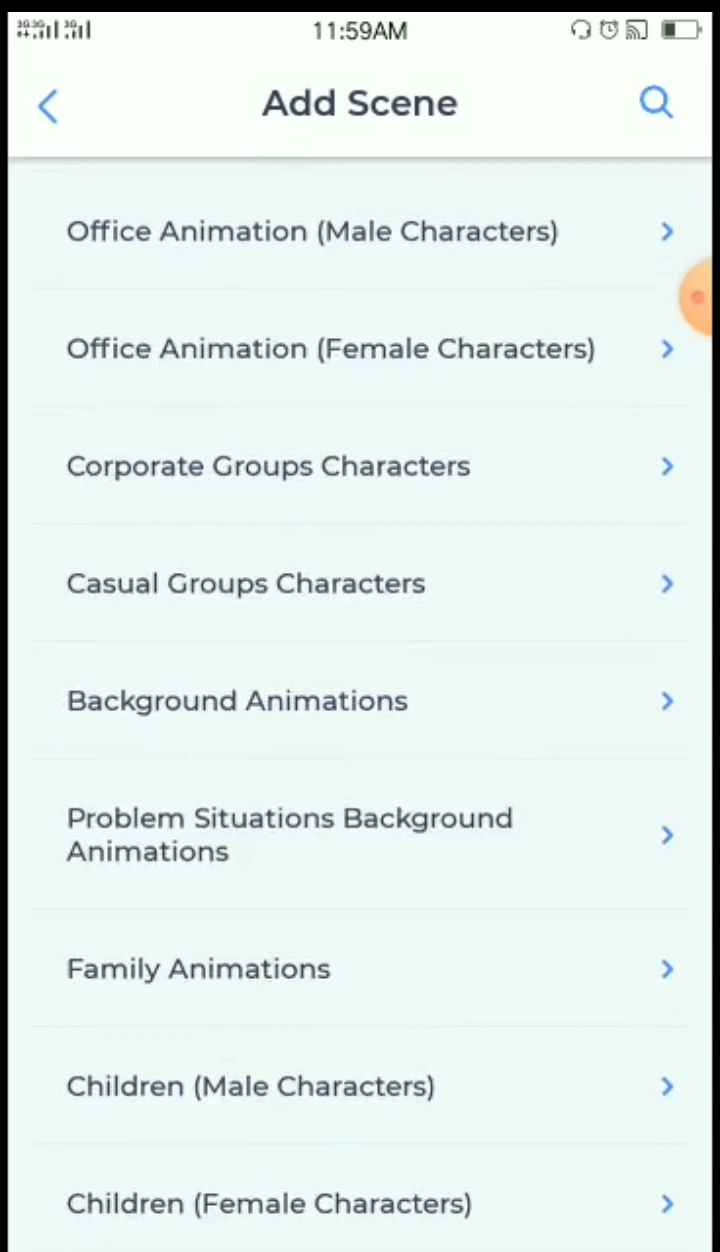 11:59AM
Add Scene
Office Animation (Male Characters)
Office Animation (Female Characters)
Corporate Groups Characters
Casual Groups Characters
Background Animations
Problem Situations Background
Animations
Family Animations
Children (Male Characters)
Children (Female Characters)